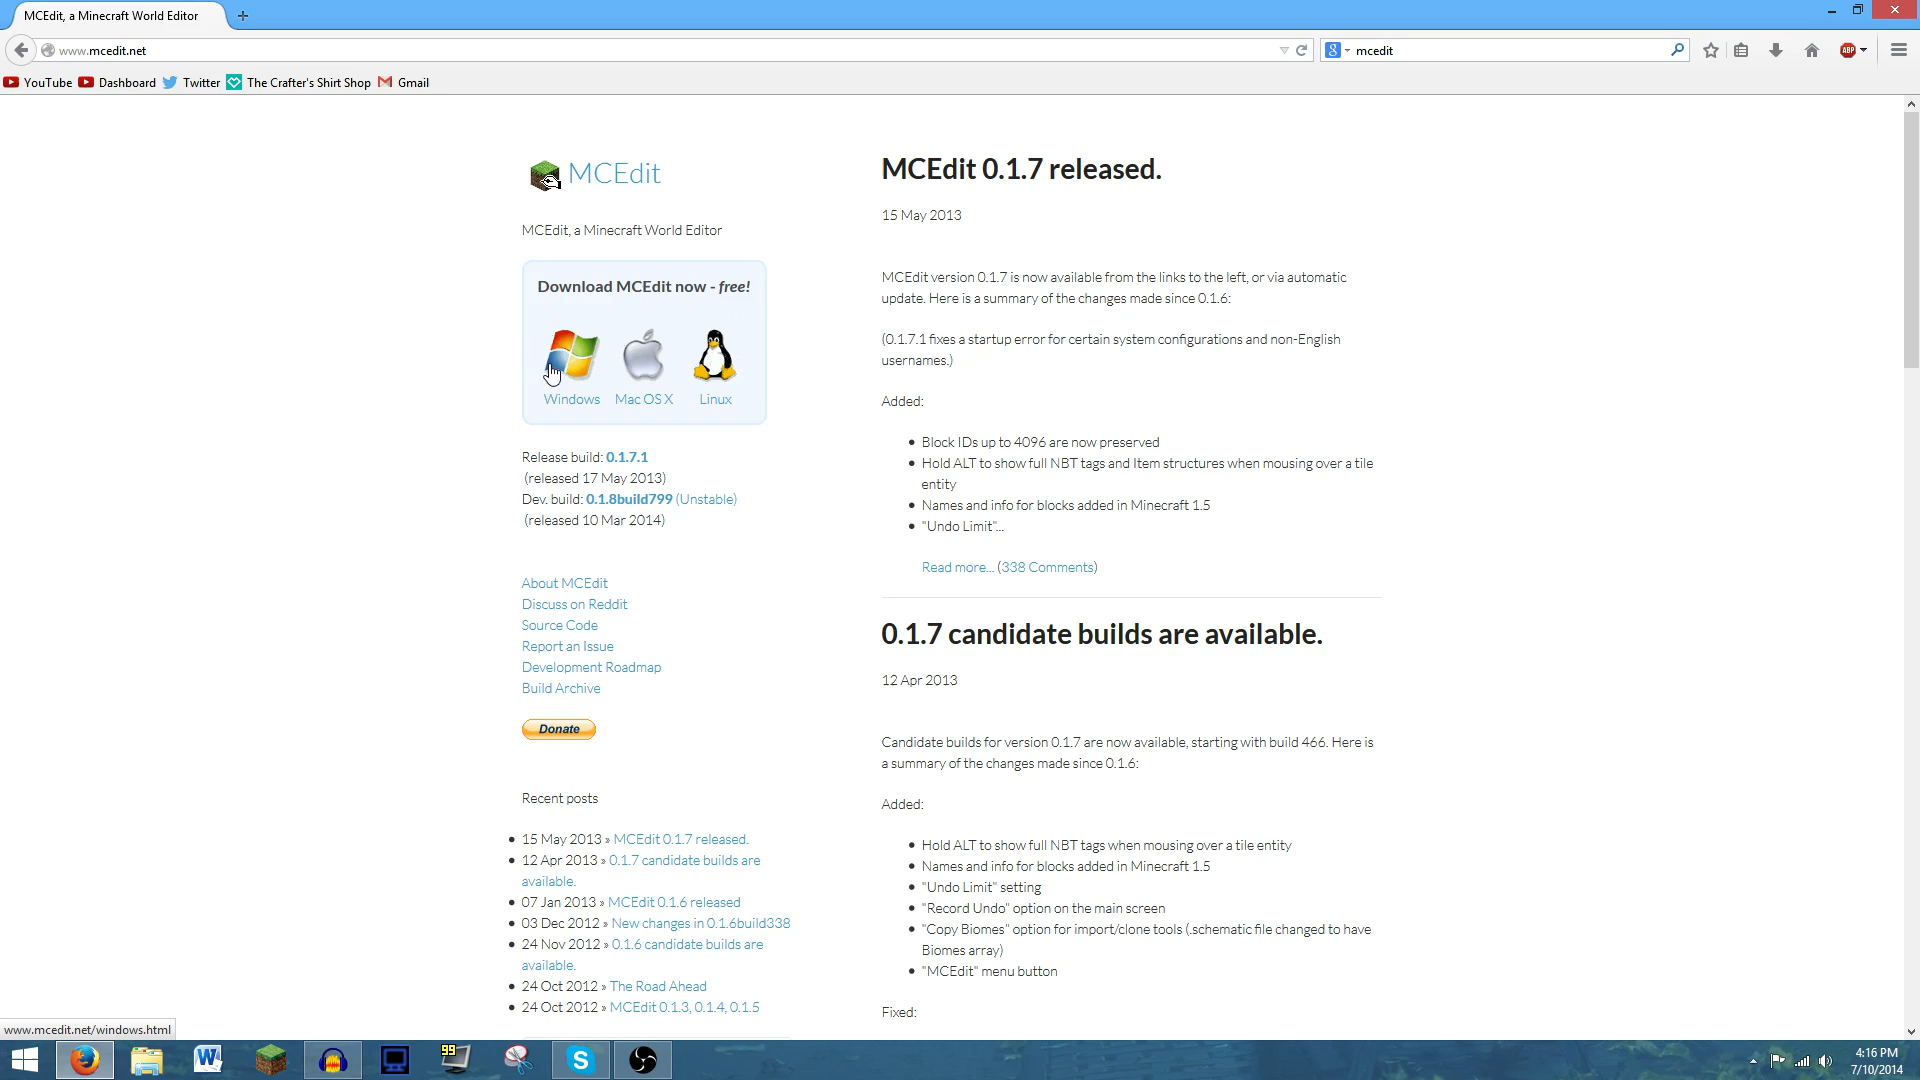 MCEdit, a Minecraft World Editor
www.mcedit.net
mcedit
ABP
YouTube Dashboard Twitter The Crafter's Shirt Shop Gmail
MCEdit
MCEdit, a Minecraft World Editor
Download MCEdit now - free!
Windows Mac OS X Linux
Release build: 0.1.7.1
(released 17 May 2013)
Dev. build: 0.1.8build799 (Unstable)
(released 10 Mar 2014)
About MCEdit
Discuss on Reddit
Source Code
Report an Issue
Development Roadmap
Build Archive
Donate
Recent posts
15 May 2013 » MCEdit 0.1.7 released.
12 Apr 2013 » 0.1.7 candidate builds are
available.
07 Jan 2013 » MCEdit 0.1.6 released
03 Dec 2012 » New changes in 0.1.6build338
24 Nov 2012 » 0.1.6 candidate builds are
available.
24 Oct 2012 » The Road Ahead
24 Oct 2012 » MCEdit 0.1.3, 0.1.4, 0.1.5
MCEdit 0.1.7 released.
15 May 2013
MCEdit version 0.1.7 is now available from the links to the left, or via automatic
update. Here is a summary of the changes made since 0.1.6:
(0.1.7.1 fixes a startup error for certain system configurations and non-English
usernames.)
Added:
Block IDs up to 4096 are now preserved
Hold ALT to show full NBT tags and Item structures when mousing over a tile
entity
Names and info for blocks added in Minecraft 1.5
"Undo Limit"...
Read more... (338 Comments)
0.1.7 candidate builds are available.
12 Apr 2013
Candidate builds for version 0.1.7 are now available, starting with build 466. Here is
a summary of the changes made since 0.1.6:
Added:
Hold ALT to show full NBT tags when mousing over a tile entity
Names and info for blocks added in Minecraft 1.5
"Undo Limit" setting
"Record Undo" option on the main screen
"Copy Biomes" option for import/clone tools (.schematic file changed to have
Biomes array)
"MCEdit" menu button
Fixed:
www.mcedit.net/windows.html
99
4:16 PM
7/10/2014